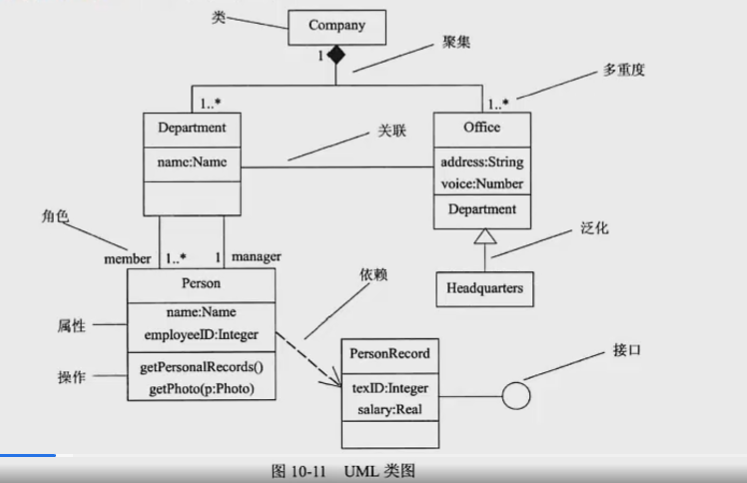 类
Company
1
聚集
多重度
1..*
1..*
Department
Office
关联
name:Name
address:String
voice:Number
Department
角色
泛化
member
1..*
1
manager
依赖
Person
Headquarters
name:Name
属性
employeeID:Integer
PersonRecord
接口
操作
getPersonalRecords()
getPhoto(p:Photo)
texID:Integer
salary:Real
图 10-11 UML 类图